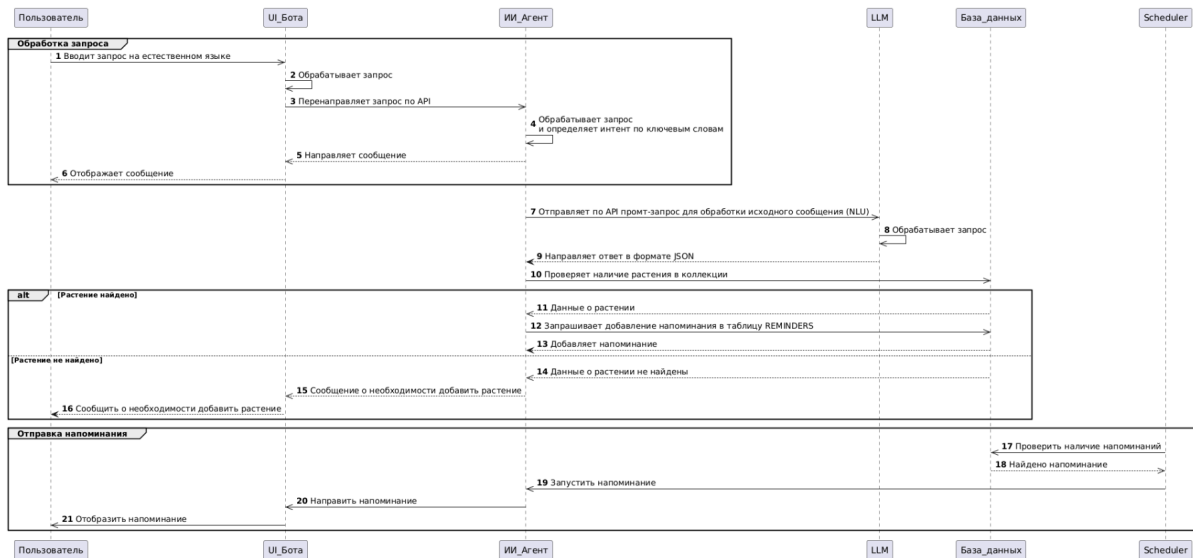 Пользователь
UI_Бота
ИИ_Агент
LLM
База_данных
Scheduler
Обработка запроса
1 Вводит запрос на естественном языке
2 Обрабатывает запрос
3 Перенаправляет запрос по API
4 Обрабатывает запрос
и определяет интент по ключевым словам
5 Направляет сообщение
6 Отображает сообщение
7 Отправляет по API промт-запрос для обработки исходного сообщения (NLU)
8 Обрабатывает запрос
9 Направляет ответ в формате JSON
10 Проверяет наличие растения в коллекции
alt [Растение найдено]
11 Данные о растении
12 Запрашивает добавление напоминания в таблицу REMINDERS
13 Добавляет напоминание
[Растение не найдено]
14 Данные о растении не найдены
15 Сообщение о необходимости добавить растение
16 Сообщить о необходимости добавить растение
Отправка напоминания
17 Проверить наличие напоминаний
18 Найдено напоминание
19 Запустить напоминание
20 Направить напоминание
21 Отобразить напоминание
Пользователь
UI_Бота
ИИ_Агент
LLM
База_данных
Scheduler